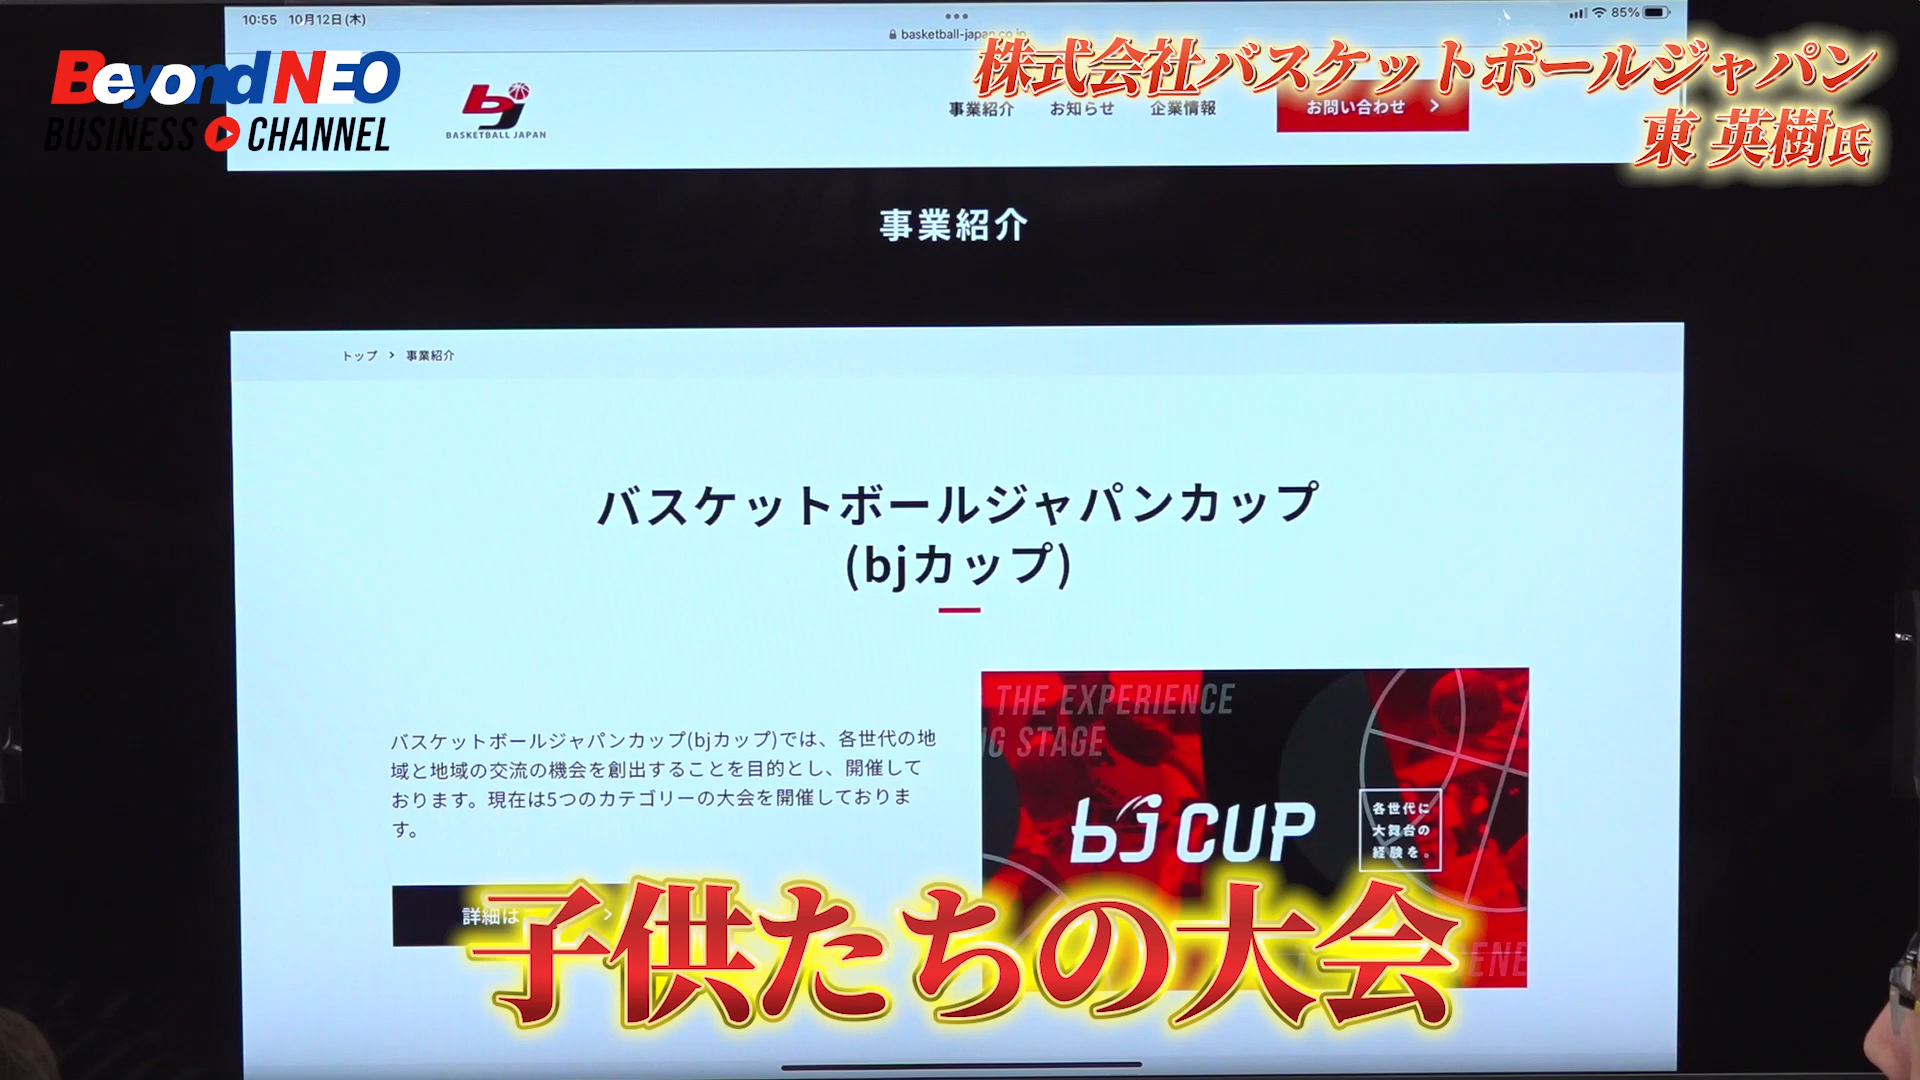 10:55 10月12日(木)
85%
basketball-japan.co.jp
Beyond NEO
BUSINESS CHANNEL
bj
BASKETBALL JAPAN
事業紹介 お知らせ 企業情報 お問い合わせ
株式会社バスケットボールジャパン
東 英樹氏
事業紹介
トップ > 事業紹介
バスケットボールジャパンカップ
(bjカップ)
バスケットボールジャパンカップ(bjカップ)では、各世代の地
域と地域の交流の機会を創出することを目的とし、開催して
おります。現在は5つのカテゴリーの大会を開催しておりま
す。
THE EXPERIENCE
STAGE
bj CUP
各世代に
大舞台の
経験を。
詳細は
子供たちの大会